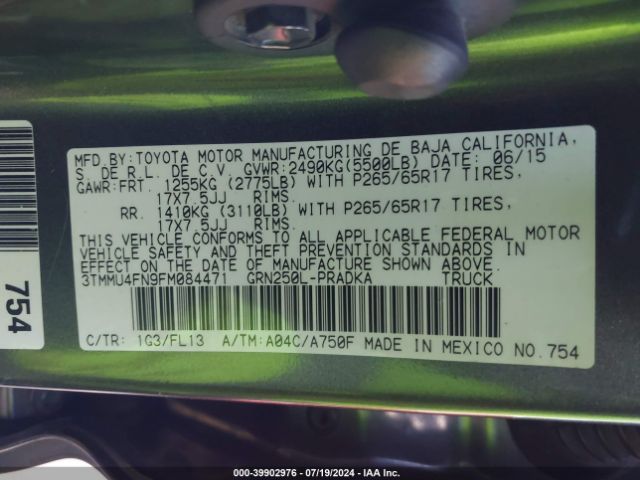 MFD.BY:TOYOTA MOTOR MANUFACTURING DE BAJA CALIFORNIA,
S. DE R.L. DE C.V. GVWR:2490KG(5500LB) DATE: 06/15
GAWR:FRT. 1255KG (2775LB) WITH P265/65R17 TIRES,
17X7.5JJ RIMS.
RR. 1410KG (3110LB) WITH P265/65R17 TIRES,
17X7.5JJ RIMS.
THIS VEHICLE CONFORMS TO ALL APPLICABLE FEDERAL MOTOR
VEHICLE SAFETY AND THEFT PREVENTION STANDARDS IN
EFFECT ON THE DATE OF MANUFACTURE SHOWN ABOVE.
3TMMU4FN9FM084471 GRN250L-PRADKA TRUCK
C/TR: 1G3/FL13 A/TM:A04C/A750F MADE IN MEXICO NO.754
754
000-39902976 - 07/19/2024 - IAA Inc.